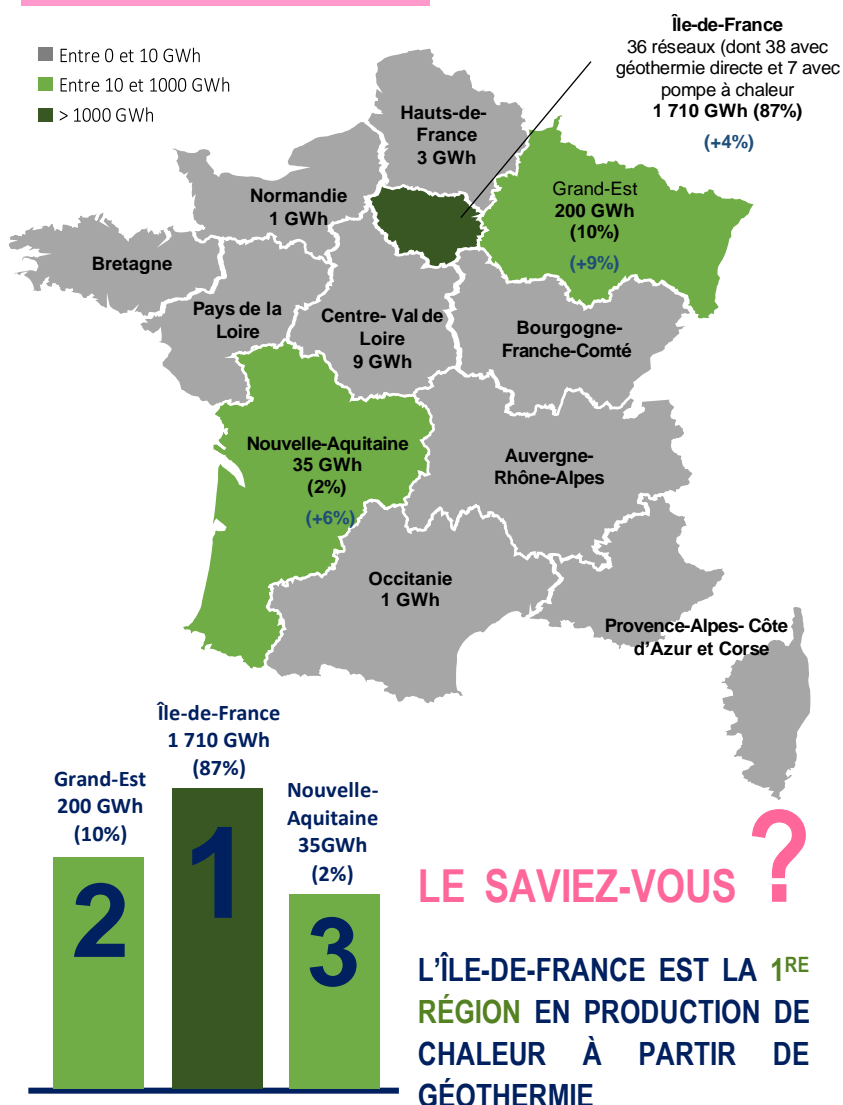 Entre 0 et 10 GWh
Entre 10 et 1000 GWh
> 1000 GWh
Île-de-France
36 réseaux (dont 38 avec
géothermie directe et 7 avec
pompe à chaleur
1 710 GWh (87%)
(+4%)
Hauts-de-
France
3 GWh
Normandie
1 GWh
Grand-Est
200 GWh
(10%)
(+9%)
Bretagne
Pays de la
Loire
Centre- Val de
Loire
9 GWh
Bourgogne-
Franche-Comté
Nouvelle-Aquitaine
35 GWh
(2%)
(+6%)
Auvergne-
Rhône-Alpes
Occitanie
1 GWh
Provence-Alpes- Côte
d'Azur et Corse
Île-de-France
1 710 GWh
(87%)
Grand-Est
200 GWh
(10%)
Nouvelle-
Aquitaine
35GWh
(2%)
2
1
3
LE SAVIEZ-VOUS ?
L'ÎLE-DE-FRANCE EST LA 1RE
RÉGION EN PRODUCTION DE
CHALEUR À PARTIR DE
GÉOTHERMIE